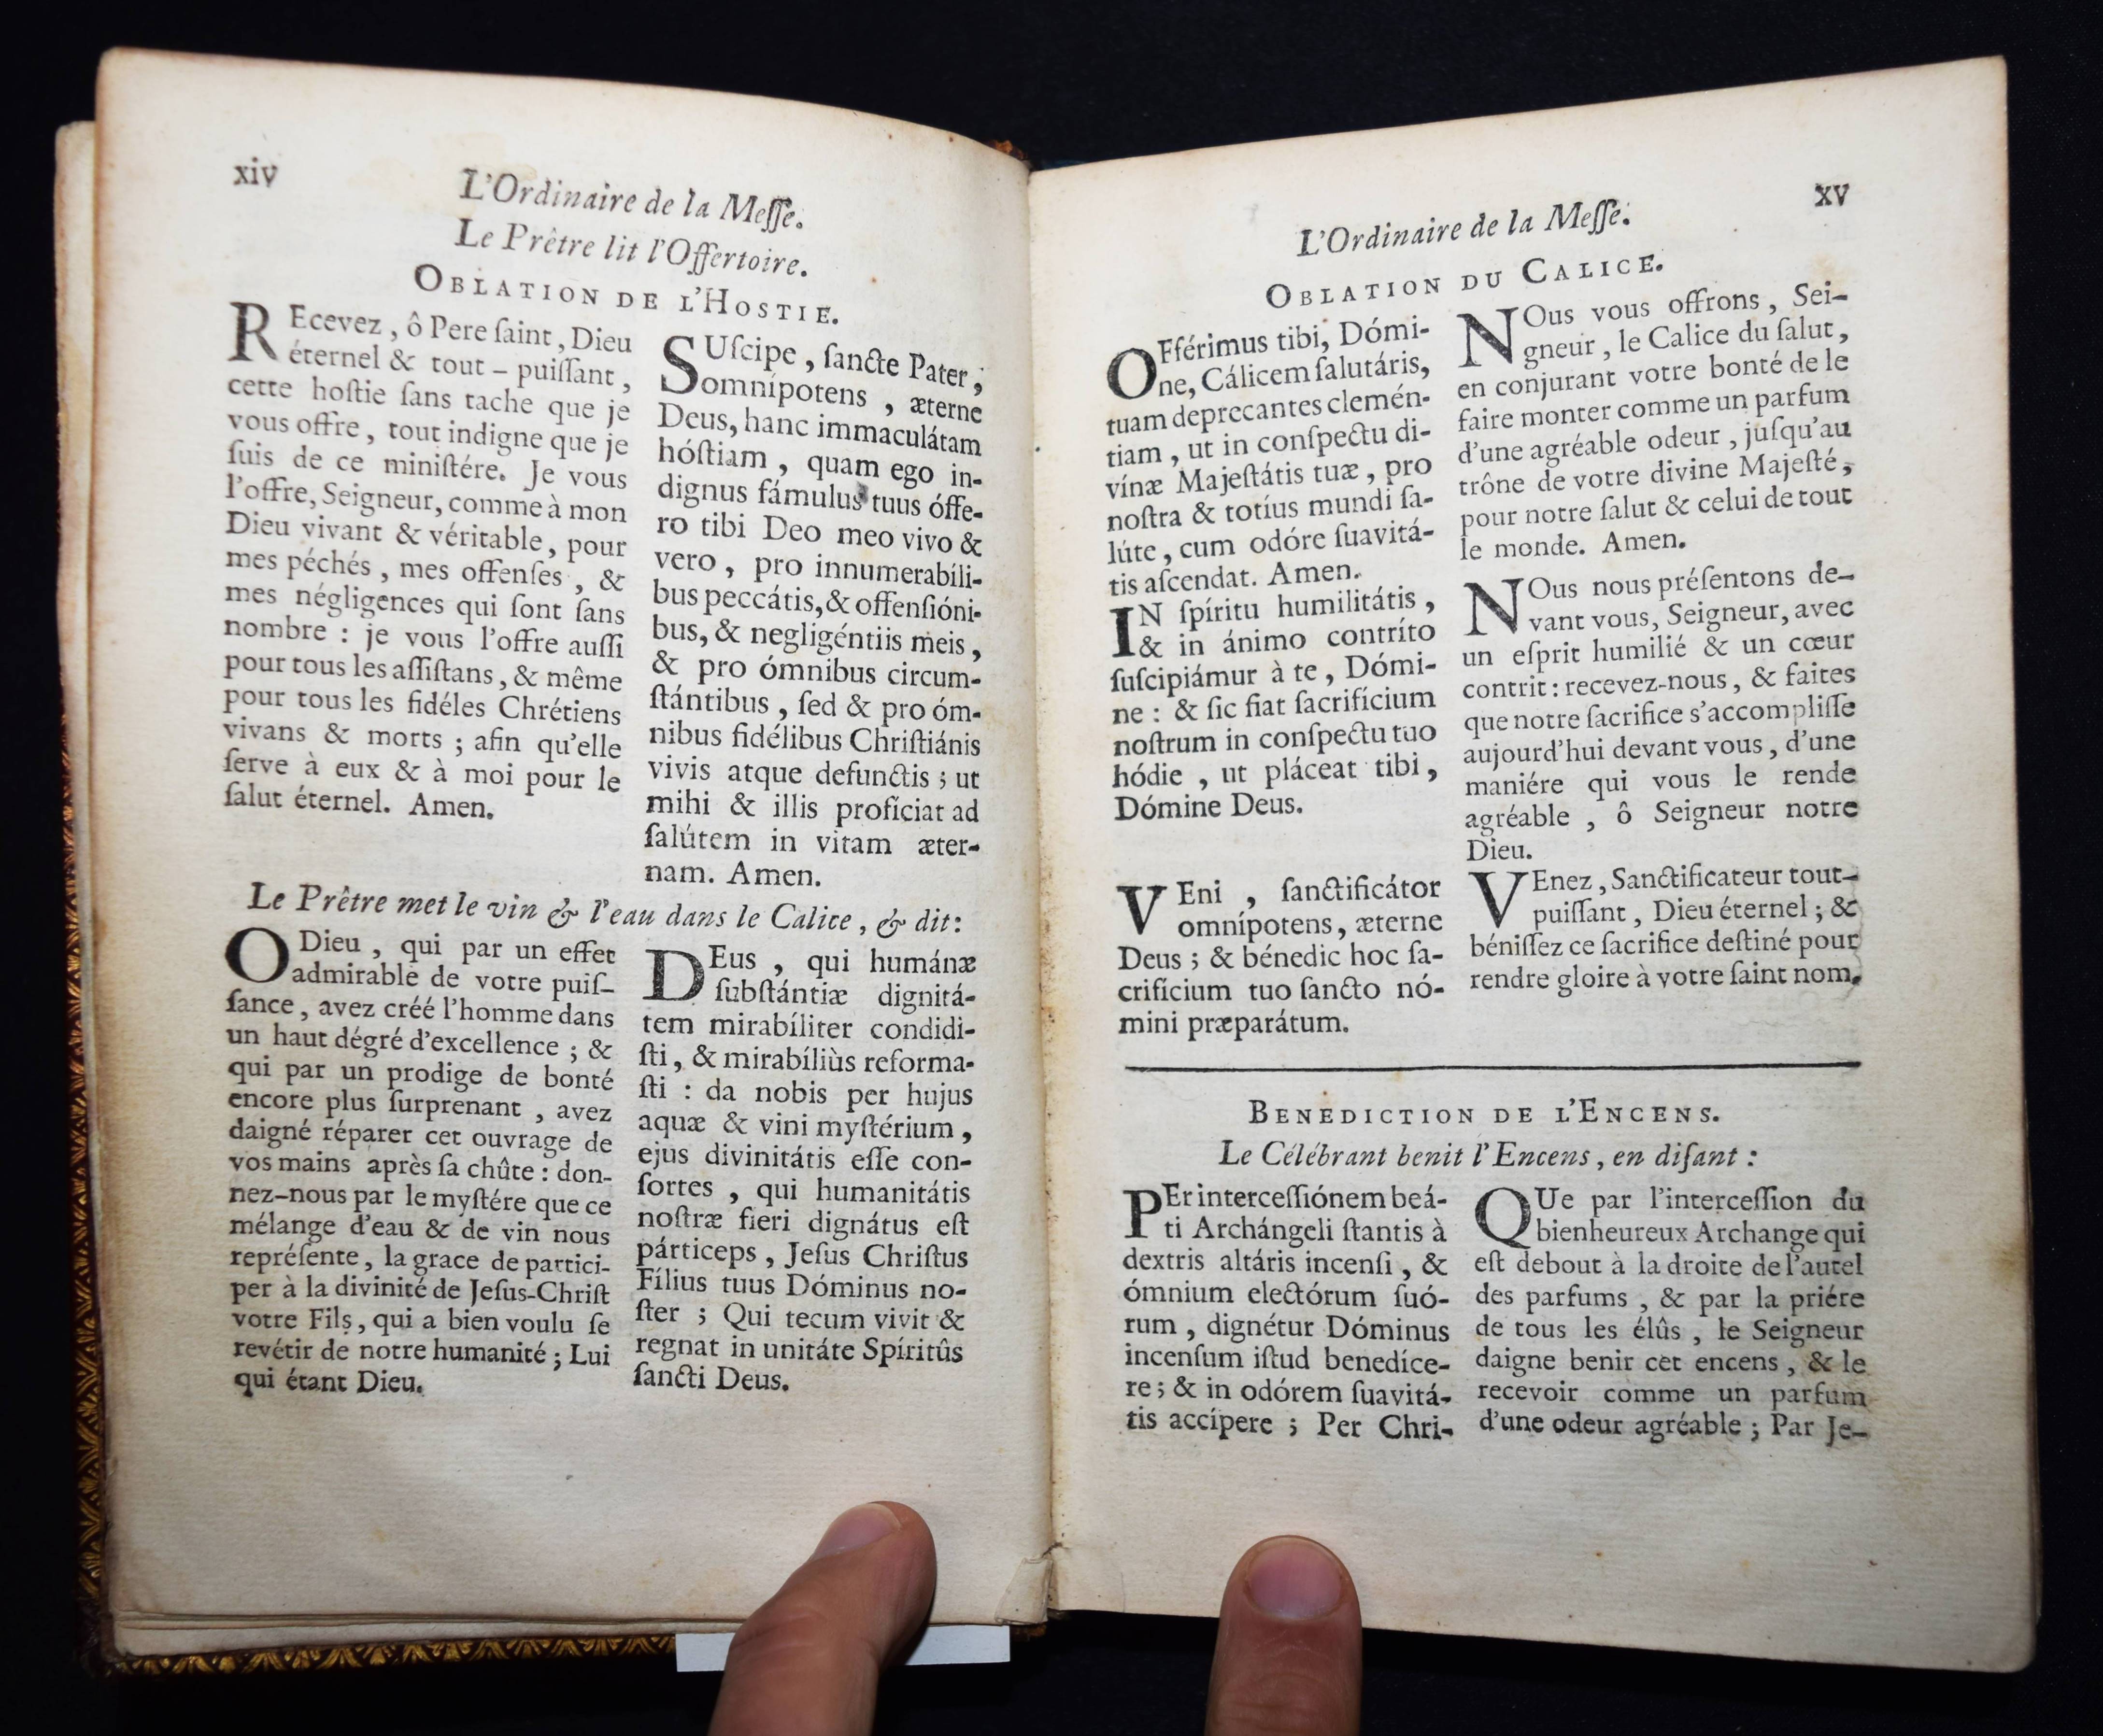 xiv
L'Ordinaire de la Meſſe.
Le Prêtre lit l'Offertoire.
OBLATION DE L'HOSTIE.
REcevez, ô Pere ſaint, Dieu
éternel & tout-puiſſant,
cette hoſtie ſans tache que je
vous offre, tout indigne que je
ſuis de ce miniſtére. Je vous
l'offre, Seigneur, comme à mon
Dieu vivant & véritable, pour
mes péchés, mes offenſes, &
mes négligences qui ſont ſans
nombre : je vous l'offre auſſi
pour tous les aſſiſtans, & même
pour tous les fidéles Chrétiens
vivans & morts ; afin qu'elle
ſerve à eux & à moi pour le
ſalut éternel. Amen.
SUſcipe, ſancte Pater,
omnípotens, æterne
Deus, hanc immaculátam
hóſtiam, quam ego in-
dignus fámulus tuus óffe-
ro tibi Deo meo vivo &
vero, pro innumerabíli-
bus peccátis, & offenſióni-
bus, & negligéntiis meis,
& pro ómnibus circum-
ſtántibus, ſed & pro óm-
nibus fidélibus Chriſtiánis
vivis atque defunctis ; ut
mihi & illis profíciat ad
ſalútem in vitam æter-
nam. Amen.
Le Prêtre met le vin & l'eau dans le Calice, & dit :
O Dieu, qui par un effet
admirable de votre puiſ-
ſance, avez créé l'homme dans
un haut dégré d'excellence ; &
qui par un prodige de bonté
encore plus ſurprenant, avez
daigné réparer cet ouvrage de
vos mains après ſa chûte : don-
nez-nous par le myſtére que ce
mélange d'eau & de vin nous
repréſente, la grace de partici-
per à la divinité de Jeſus-Chriſt
votre Fils, qui a bien voulu ſe
revétir de notre humanité ; Lui
qui étant Dieu.
DEus, qui humánæ
ſubſtántiæ dignitá-
tem mirabíliter condidi-
ſti, & mirabíliùs reforma-
ſti : da nobis per hujus
aquæ & vini myſtérium,
ejus divinitátis eſſe con-
ſortes, qui humanitátis
noſtræ fieri dignátus eſt
párticeps, Jeſus Chriſtus
Fílius tuus Dóminus no-
ſter ; Qui tecum vivit &
regnat in unitáte Spíritûs
ſancti Deus.
XV
L'Ordinaire de la Meſſe.
OBLATION DU CALICE.
OFférimus tibi, Dómi-
ne, Cálicem ſalutáris,
tuam deprecantes clemén-
tiam, ut in conſpectu di-
vínæ Majeſtátis tuæ, pro
noſtra & totíus mundi ſa-
lúte, cum odóre ſuavitá-
tis aſcendat. Amen.
IN ſpíritu humilitátis,
& in ánimo contríto
ſuſcipiámur à te, Dómi-
ne : & ſic fiat ſacrifícium
noſtrum in conſpectu tuo
hódie, ut pláceat tibi,
Dómine Deus.
VEni, ſanctificátor
omnípotens, æterne
Deus ; & bénedic hoc ſa-
crifícium tuo ſancto nó-
mini præparátum.
NOus vous offrons, Sei-
gneur, le Calice du ſalut,
en conjurant votre bonté de le
faire monter comme un parfum
d'une agréable odeur, juſqu'au
trône de votre divine Majeſté,
pour notre ſalut & celui de tout
le monde. Amen.
NOus nous préſentons de-
vant vous, Seigneur, avec
un eſprit humilié & un cœur
contrit : recevez-nous, & faites
que notre ſacrifice s'accompliſſe
aujourd'hui devant vous, d'une
maniére qui vous le rende
agréable, ô Seigneur notre
Dieu.
VEnez, Sanctificateur tout-
puiſſant, Dieu éternel ; &
béniſſez ce ſacrifice deſtiné pour
rendre gloire à votre ſaint nom.
BENEDICTION DE L'ENCENS.
Le Célébrant benit l'Encens, en diſant :
PEr interceſſiónem beá-
ti Archángeli ſtantis à
dextris altáris incenſi, &
ómnium electórum ſuó-
rum, dignétur Dóminus
incenſum iſtud benedíce-
re ; & in odórem ſuavitá-
tis accípere ; Per Chri-
QUe par l'interceſſion du
bienheureux Archange qui
eſt debout à la droite de l'autel
des parfums, & par la priére
de tous les élûs, le Seigneur
daigne benir cet encens, & le
recevoir comme un parfum
d'une odeur agréable ; Par Je-